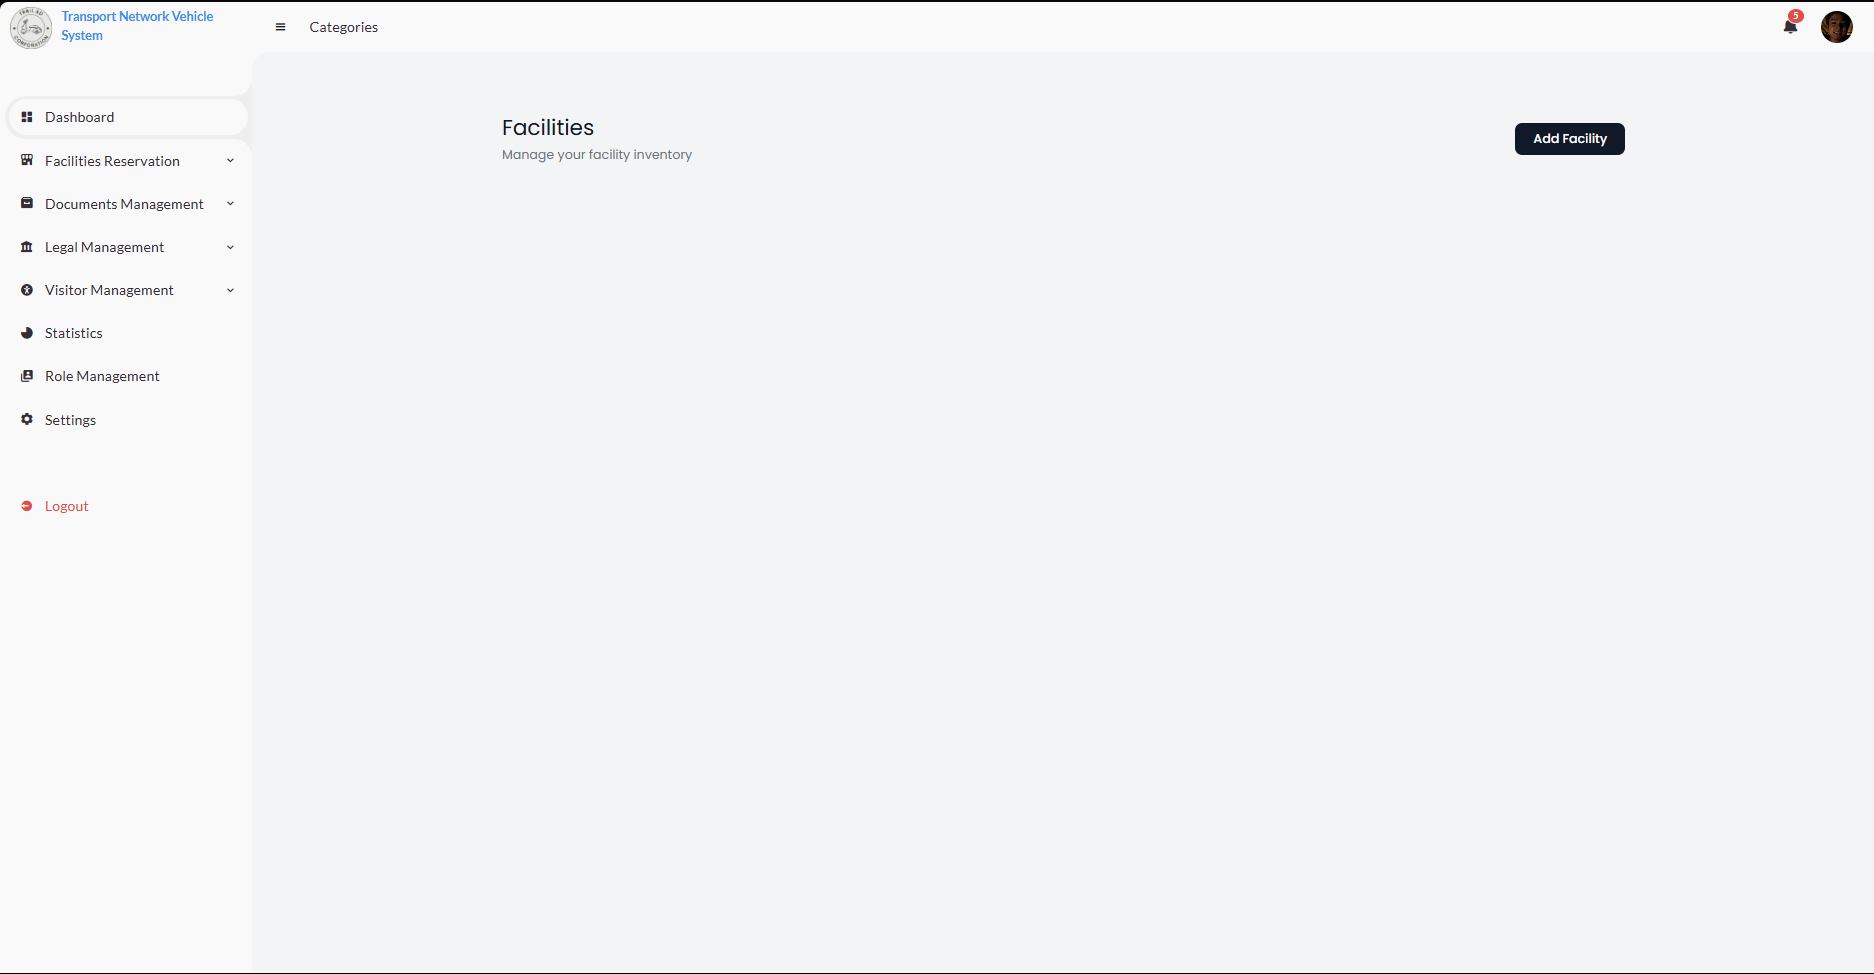 Transport Network Vehicle
System
Categories
5
Dashboard
Facilities Reservation
Documents Management
Legal Management
Visitor Management
Statistics
Role Management
Settings
Logout
Facilities
Manage your facility inventory
Add Facility
CORPORATION